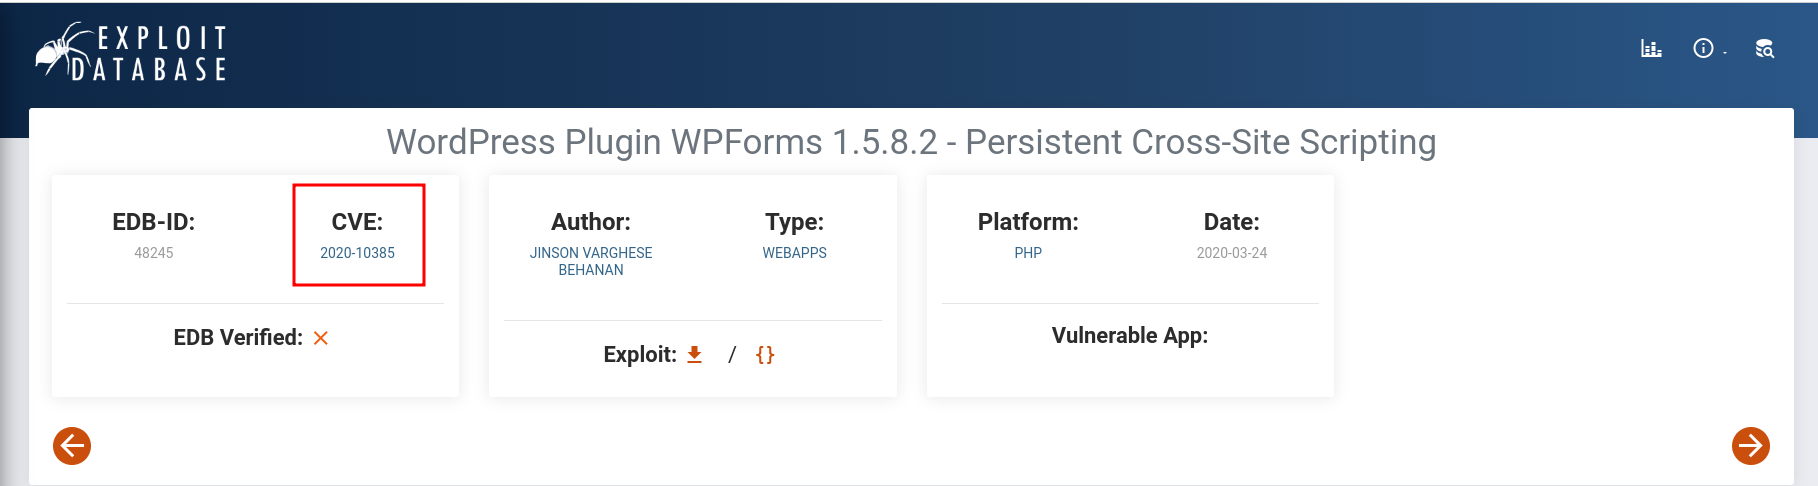 EXPLOIT
DATABASE
WordPress Plugin WPForms 1.5.8.2 - Persistent Cross-Site Scripting
EDB-ID:
48245
CVE:
2020-10385
EDB Verified:
Author:
JINSON VARGHESE
BEHANAN
Type:
WEBAPPS
Exploit: / {}
Platform:
PHP
Date:
2020-03-24
Vulnerable App: